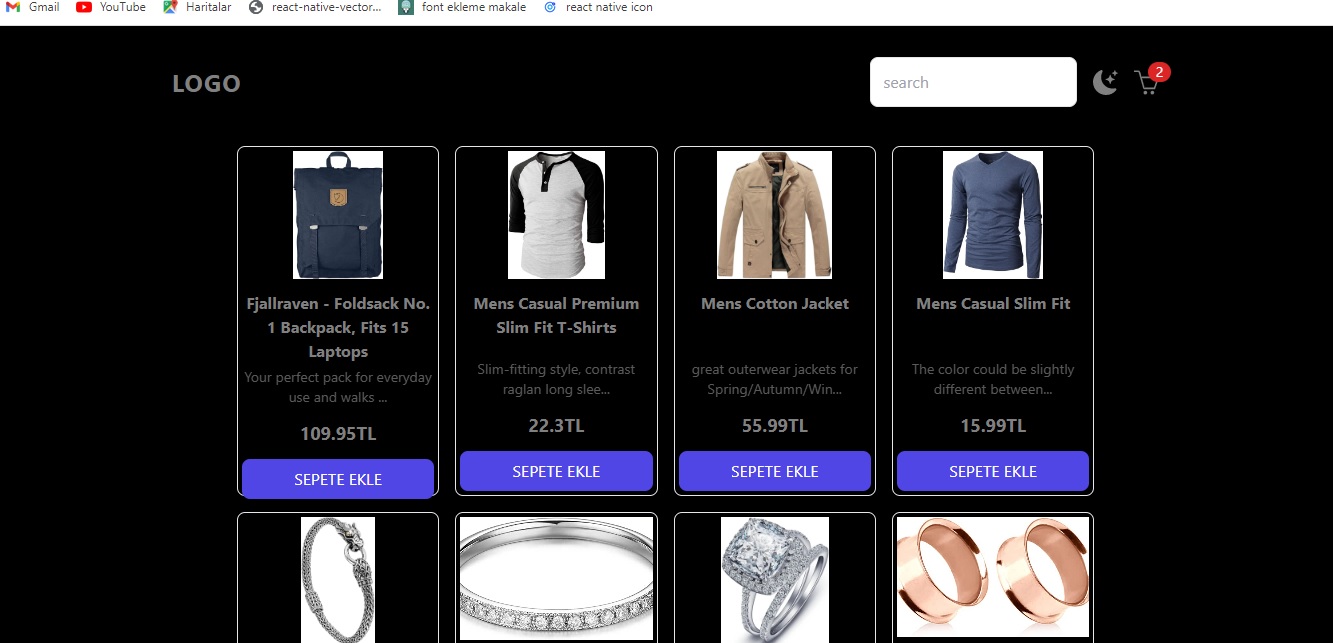 Gmail
YouTube
Haritalar
react-native-vector...
font ekleme makale
react native icon
LOGO
search
2
Fjallraven - Foldsack No.
1 Backpack, Fits 15
Laptops
Your perfect pack for everyday
use and walks ...
109.95TL
SEPETE EKLE
Mens Casual Premium
Slim Fit T-Shirts
Slim-fitting style, contrast
raglan long slee...
22.3TL
SEPETE EKLE
Mens Cotton Jacket
great outerwear jackets for
Spring/Autumn/Win...
55.99TL
SEPETE EKLE
Mens Casual Slim Fit
The color could be slightly
different between...
15.99TL
SEPETE EKLE